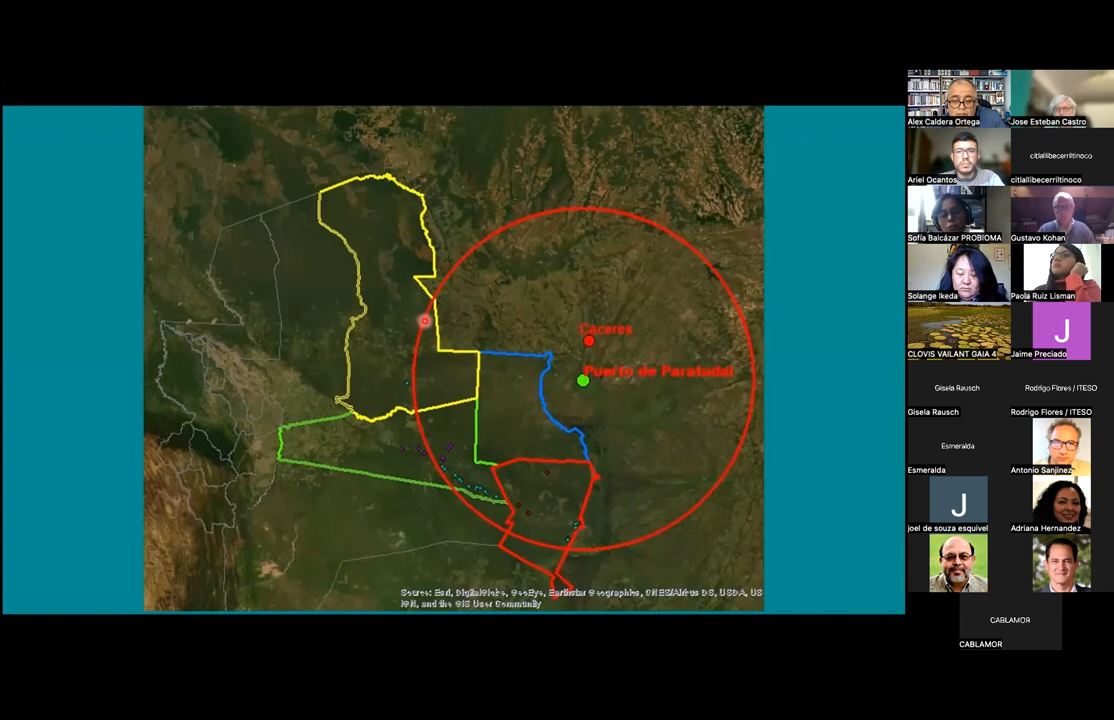 Caceres
Puerto de Paratudal
Source: Esri, DigitalGlobe, GeoEye, Earthstar Geographics, CNES/Airbus DS, USDA, US
IGN, and the GIS User Community
Alex Caldera Ortega
Jose Esteban Castro
Ariel Ocantos
citlallibecerriltinoco
citlallibecerriltinoco
Sofía Balcázar PROBIOMA
Gustavo Kohan
Solange Ikeda
Paola Ruiz Lisman
CLOVIS VAILANT GAIA 4
J
Jaime Preciado
Gisela Rausch
Rodrigo Flores / ITESO
Gisela Rausch
Rodrigo Flores / ITESO
Esmeralda
Esmeralda
Antonio Sanjinez
J
joel de souza esquivel
Adriana Hernandez
CABLAMOR
CABLAMOR